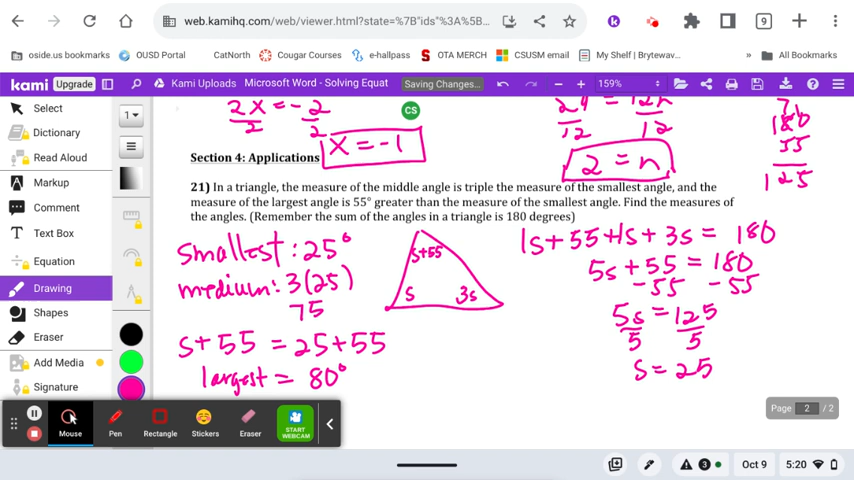 web.kamihq.com/web/viewer.html?state=%7B"ids"%3A%5B...
9
oside.us bookmarks
OUSD Portal
CatNorth
Cougar Courses
e-hallpass
OTA MERCH
CSUSM email
My Shelf | Brytewav...
»
All Bookmarks
kami
Upgrade
Kami Uploads
Microsoft Word - Solving Equat
Saving Changes...
159%
Select
Dictionary
Read Aloud
Markup
Comment
Text Box
Equation
Drawing
Shapes
Eraser
Add Media
Signature
1
CS
2x = -2
2 2
x = -1
12 12
2 = n
55
125
Section 4: Applications
21) In a triangle, the measure of the middle angle is triple the measure of the smallest angle, and the
measure of the largest angle is 55° greater than the measure of the smallest angle. Find the measures of
the angles. (Remember the sum of the angles in a triangle is 180 degrees)
smallest: 25°
medium: 3(25)
75
s+55 = 25+55
largest = 80°
s+55
s 3s
1s+55+1s+3s = 180
5s+55 = 180
-55 -55
5s = 125
5 5
s = 25
Page 2 / 2
Mouse
Pen
Rectangle
Stickers
Eraser
START
WEBCAM
3
Oct 9
5:20